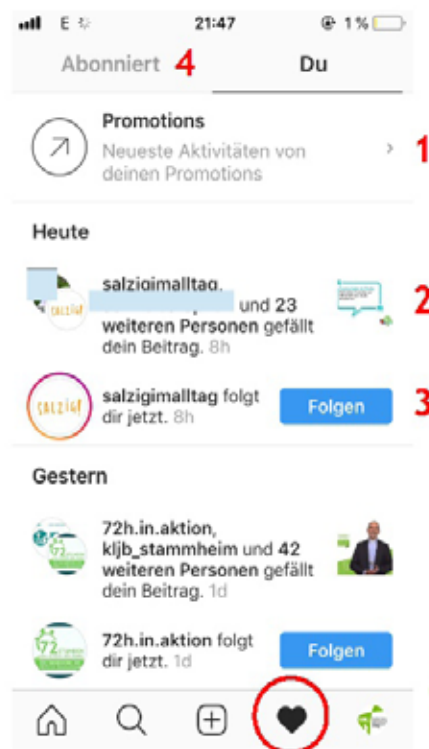 E 21:47 1 %
Abonniert 4 Du
Promotions
Neueste Aktivitäten von
deinen Promotions
1
Heute
salzigimalltag,
und 23
weiteren Personen gefällt
dein Beitrag. 8h
2
salzigimalltag folgt
dir jetzt. 8h
Folgen
3
Gestern
72h.in.aktion,
kljb_stammheim und 42
weiteren Personen gefällt
dein Beitrag. 1d
72h.in.aktion folgt
dir jetzt. 1d
Folgen